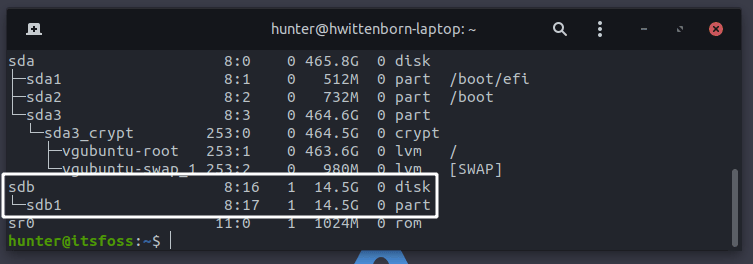 hunter@hwittenborn-laptop: ~
sda 8:0 0 465.8G 0 disk
├─sda1 8:1 0 512M 0 part /boot/efi
├─sda2 8:2 0 732M 0 part /boot
└─sda3 8:3 0 464.6G 0 part
└─sda3_crypt 253:0 0 464.5G 0 crypt
├─vgubuntu-root 253:1 0 463.6G 0 lvm /
└─vgubuntu-swap_1 253:2 0 980M 0 lvm [SWAP]
sdb 8:16 1 14.5G 0 disk
└─sdb1 8:17 1 14.5G 0 part
sr0 11:0 1 1024M 0 rom
hunter@itsfoss:~$